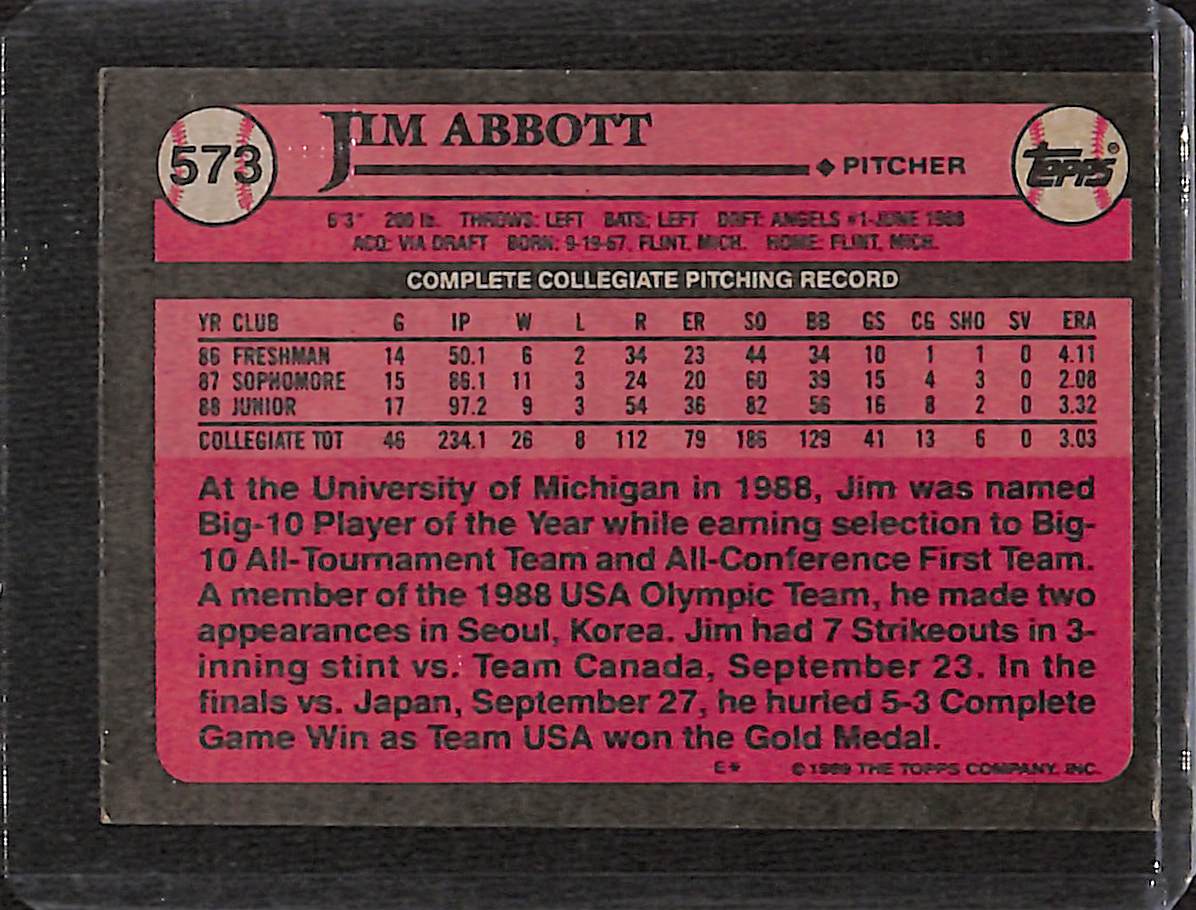 573
JIM ABBOTT
◆ PITCHER
TOPPS®
6'3" 200 lb. THROWS: LEFT BATS: LEFT DRFT: ANGELS #1-JUNE 1988
ACQ: VIA DRAFT BORN: 9-19-67, FLINT, MICH. HOME: FLINT, MICH.
COMPLETE COLLEGIATE PITCHING RECORD
YR CLUB G IP W L R ER SO BB GS CG SHO SV ERA
86 FRESHMAN 14 50.1 6 2 34 23 44 34 10 1 1 0 4.11
87 SOPHOMORE 15 86.1 11 3 24 20 60 39 15 4 3 0 2.08
88 JUNIOR 17 97.2 9 3 54 36 82 56 16 8 2 0 3.32
COLLEGIATE TOT 46 234.1 26 8 112 79 186 129 41 13 6 0 3.03
At the University of Michigan in 1988, Jim was named
Big-10 Player of the Year while earning selection to Big-
10 All-Tournament Team and All-Conference First Team.
A member of the 1988 USA Olympic Team, he made two
appearances in Seoul, Korea. Jim had 7 Strikeouts in 3-
inning stint vs. Team Canada, September 23. In the
finals vs. Japan, September 27, he hurled 5-3 Complete
Game Win as Team USA won the Gold Medal.
E* © 1989 THE TOPPS COMPANY, INC.